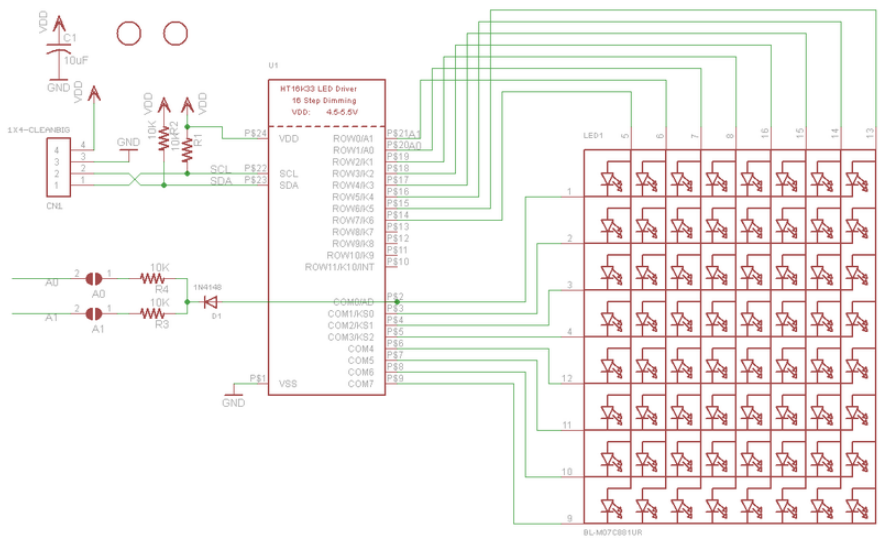 VDD
C1
10uF
GND
VDD
1X4-CLEANBIG
4
3
2
1
4
3
2
1
CN1
GND
VDD
VDD
10K
R2
10K
R1
SCL
SDA
U1
HT16K33 LED Driver
16 Step Dimming
VDD: 4.5-5.5V
P$24
VDD
P$22
SCL
P$23
SDA
P$1
VSS
GND
ROW0/A1
P$21
A1
ROW1/A0
P$20
A0
ROW2/K1
P$19
ROW3/K2
P$18
ROW4/K3
P$17
ROW5/K4
P$16
ROW6/K5
P$15
ROW7/K6
P$14
ROW8/K7
P$13
ROW9/K8
P$12
ROW10/K9
P$11
ROW11/K10/INT
P$10
COM0/AD
P$2
COM1/KS0
P$3
COM2/KS1
P$4
COM3/KS2
P$5
COM4
P$6
COM5
P$7
COM6
P$8
COM7
P$9
A0
2
1
A0
10K
R4
A1
2
1
A1
10K
R3
1N4148
D1
LED1
5
6
7
8
16
15
14
13
1
2
3
4
12
11
10
9
BL-M07C881UR